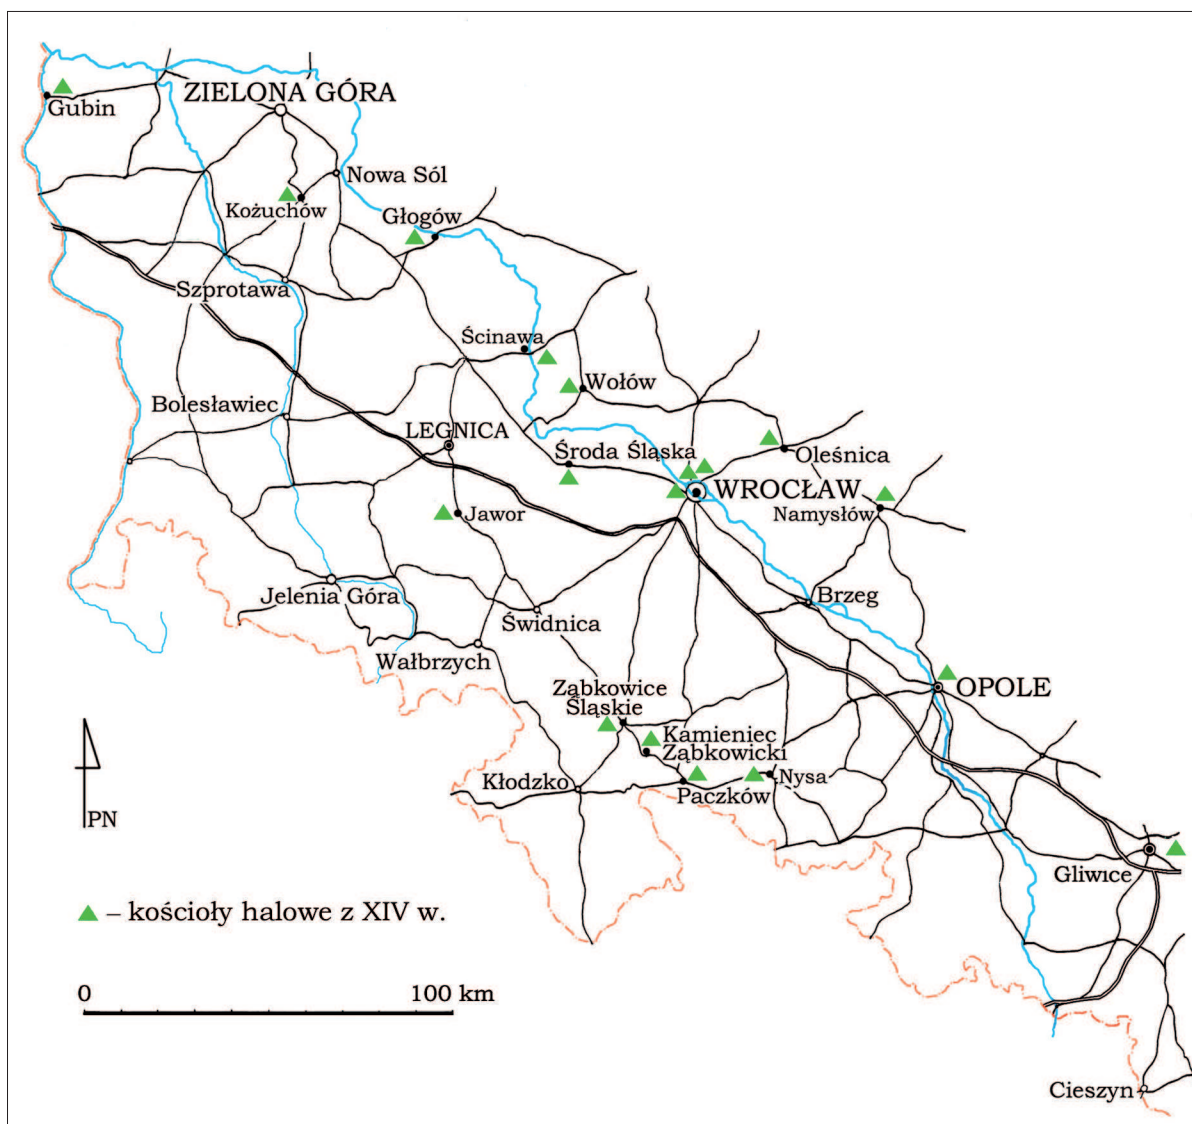 ZIELONA GÓRA
Gubin
Nowa Sól
Kożuchów
Głogów
Szprotawa
Ścinawa
Wołów
Bolesławiec
LEGNICA
Środa Śląska
Oleśnica
WROCŁAW
Namysłów
Jawor
Jelenia Góra
Brzeg
Świdnica
Wałbrzych
Ząbkowice
Śląskie
OPOLE
Kamieniec
Ząbkowicki
Kłodzko
Nysa
Paczków
PN
Gliwice
– kościoły halowe z XIV w.
0 100 km
Cieszyn